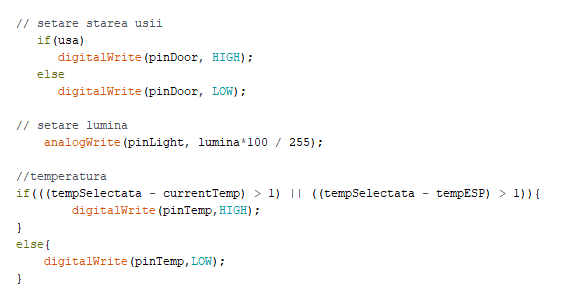 // setare starea usii
if(usa)
digitalWrite(pinDoor, HIGH);
else
digitalWrite(pinDoor, LOW);
// setare lumina
analogWrite(pinLight, lumina*100 / 255);
//temperatura
if(((tempSelectata - currentTemp) > 1) || ((tempSelectata - tempESP) > 1)){
digitalWrite(pinTemp,HIGH);
}
else{
digitalWrite(pinTemp,LOW);
}